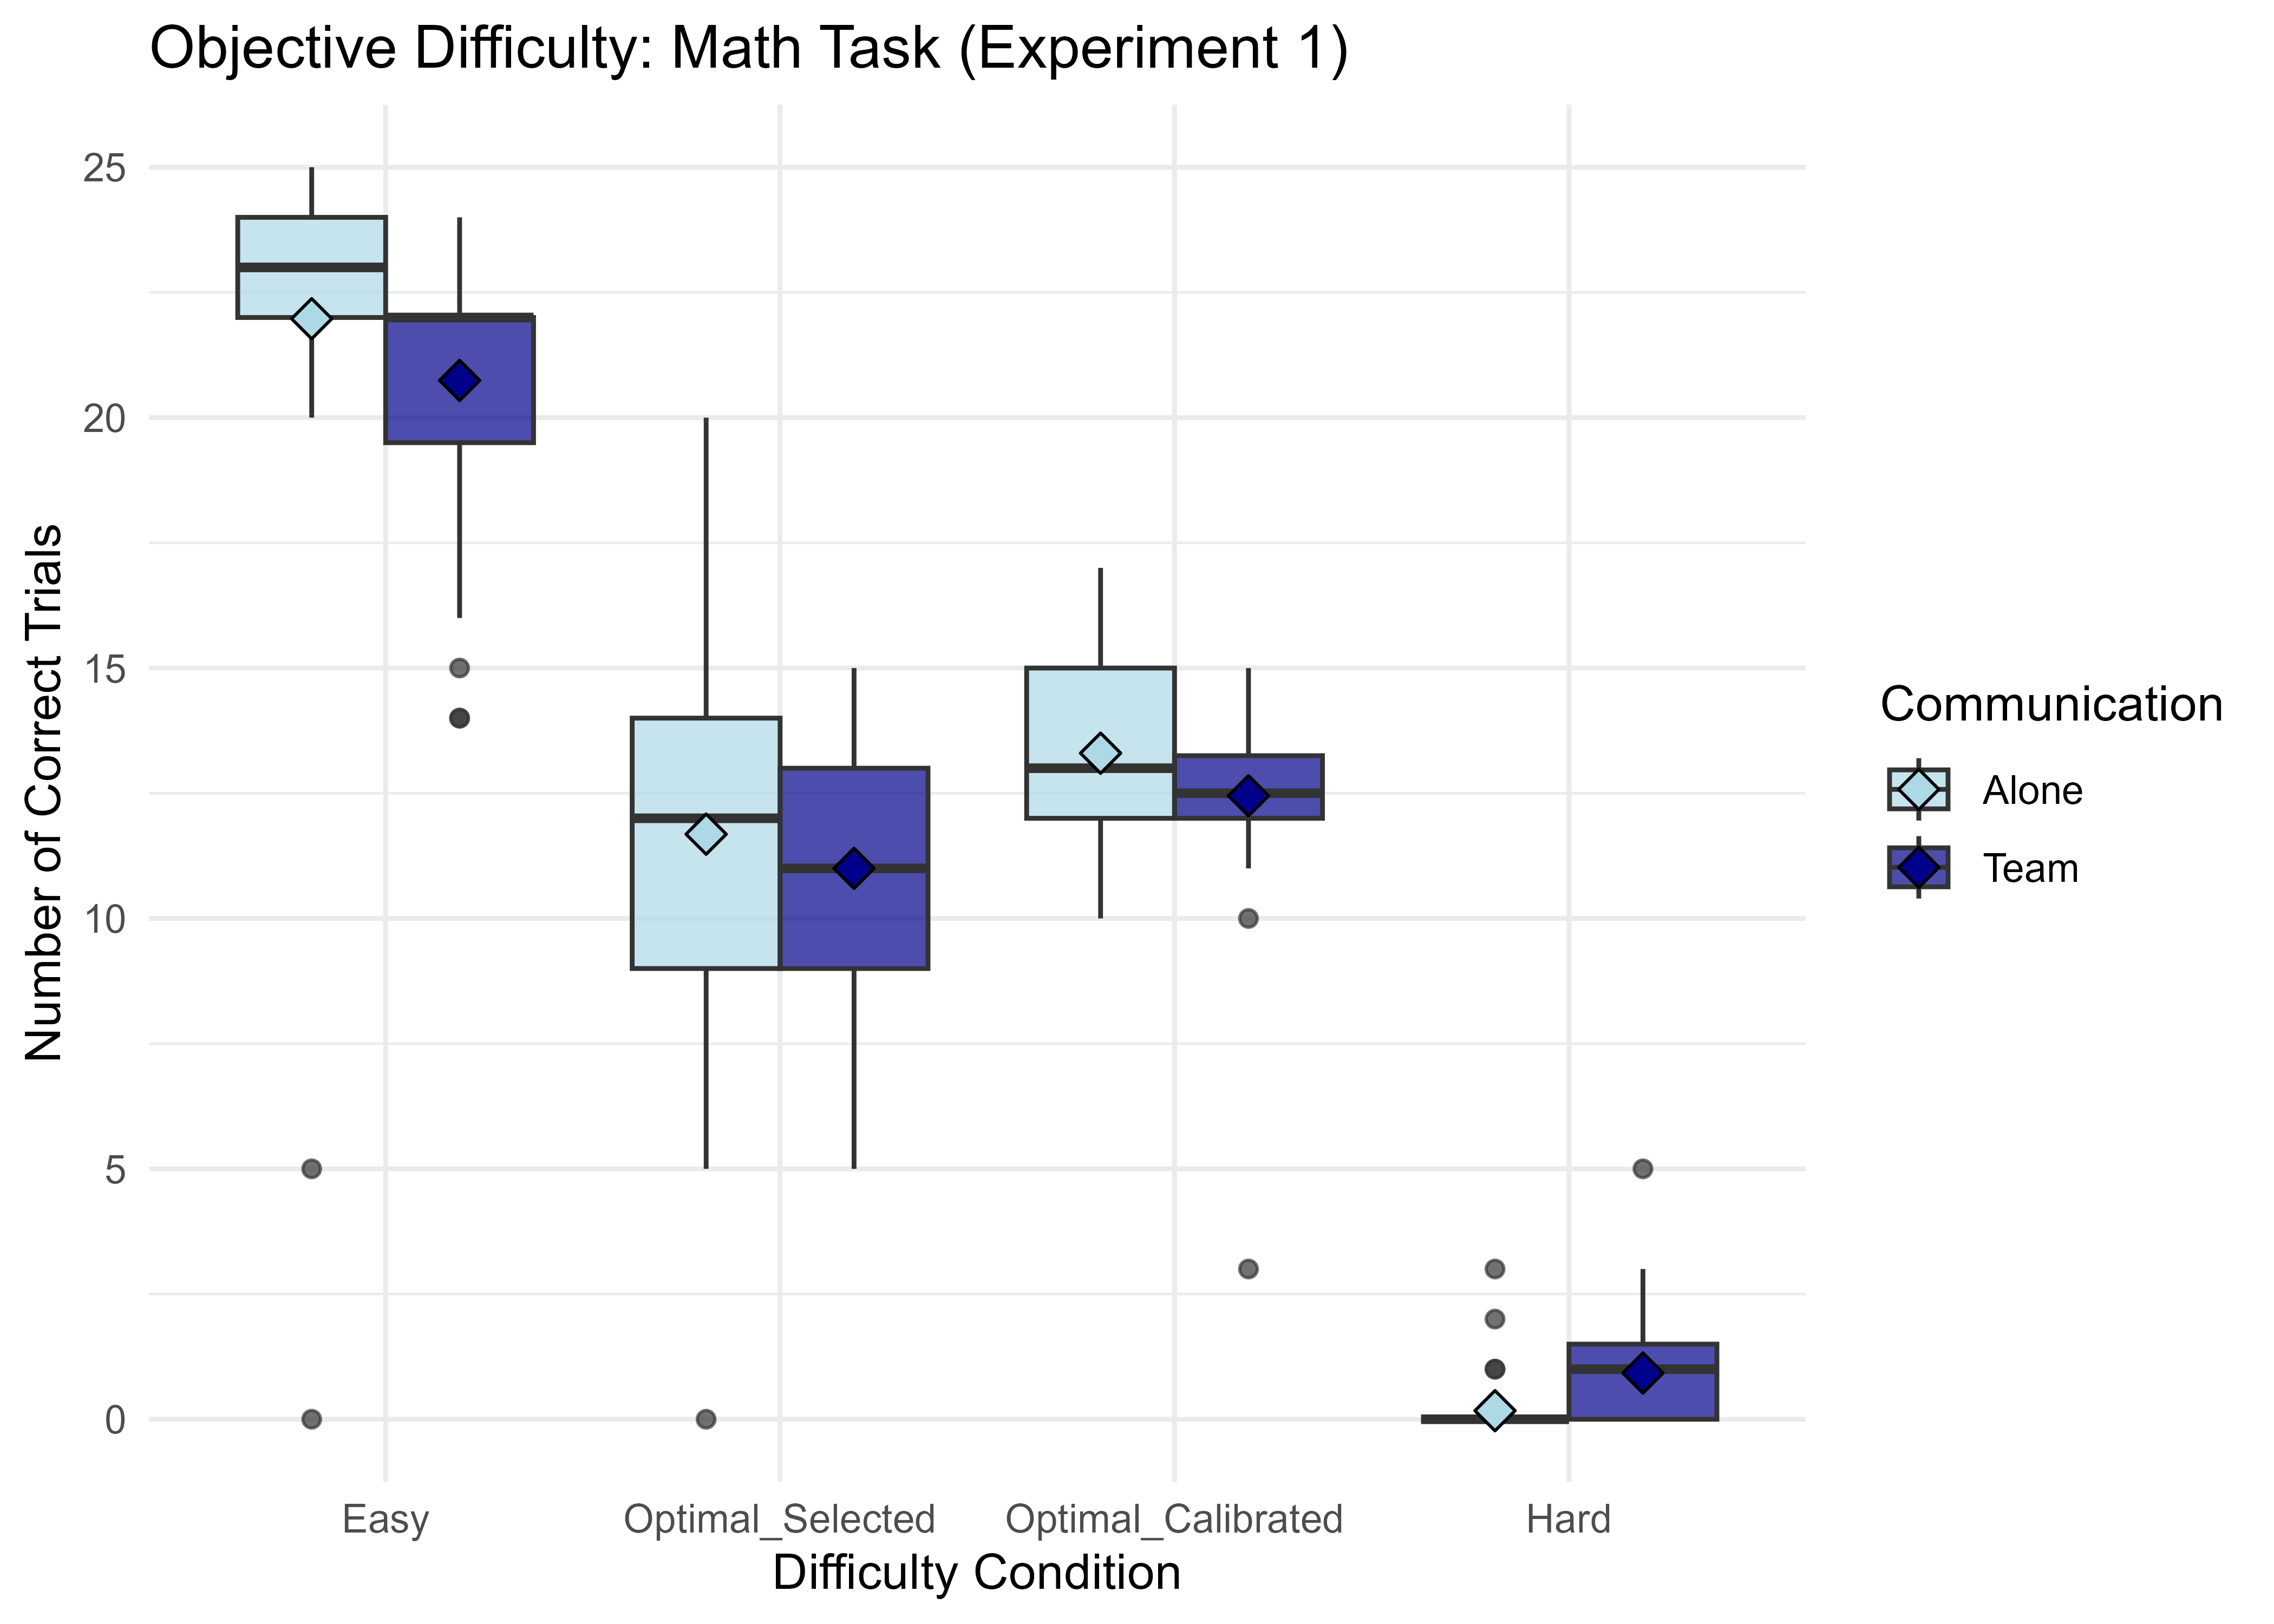 Objective Difficulty: Math Task (Experiment 1)
Number of Correct Trials
25
20
15
10
5
0
Easy
Optimal_Selected
Optimal_Calibrated
Hard
Difficulty Condition
Communication
Alone
Team